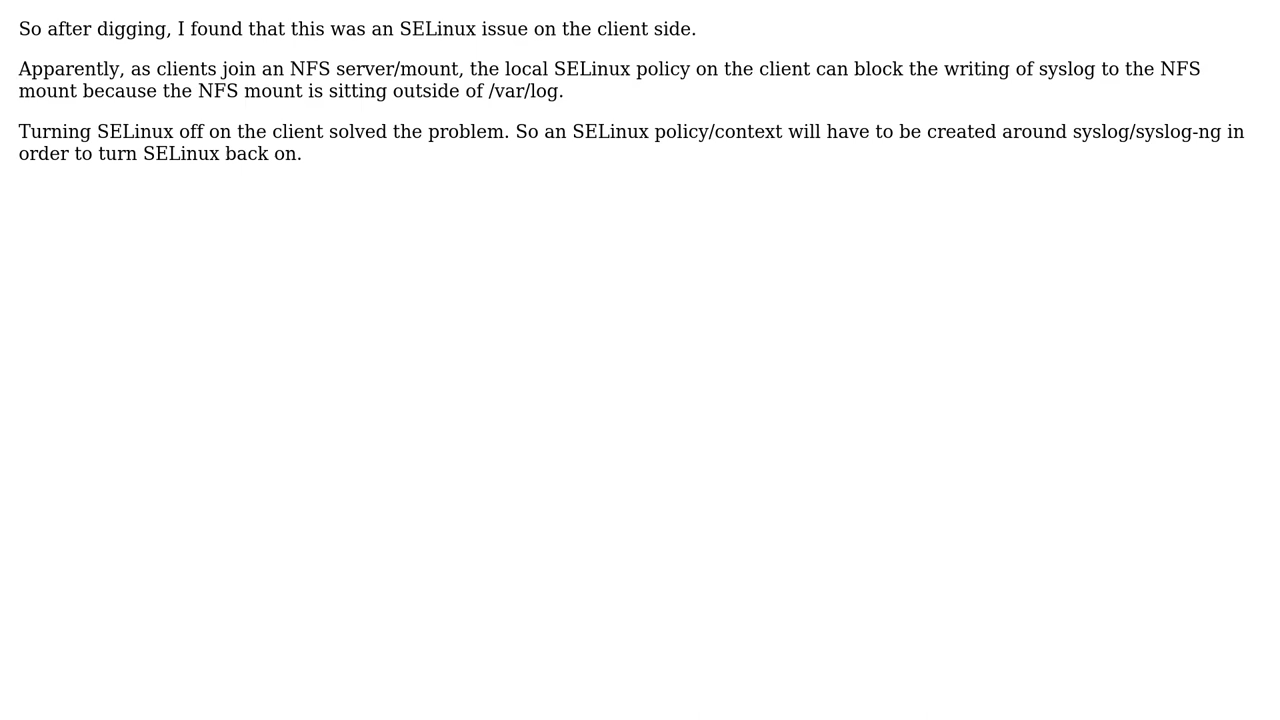 So after digging, I found that this was an SELinux issue on the client side.
Apparently, as clients join an NFS server/mount, the local SELinux policy on the client can block the writing of syslog to the NFS
mount because the NFS mount is sitting outside of /var/log.
Turning SELinux off on the client solved the problem. So an SELinux policy/context will have to be created around syslog/syslog-ng in
order to turn SELinux back on.